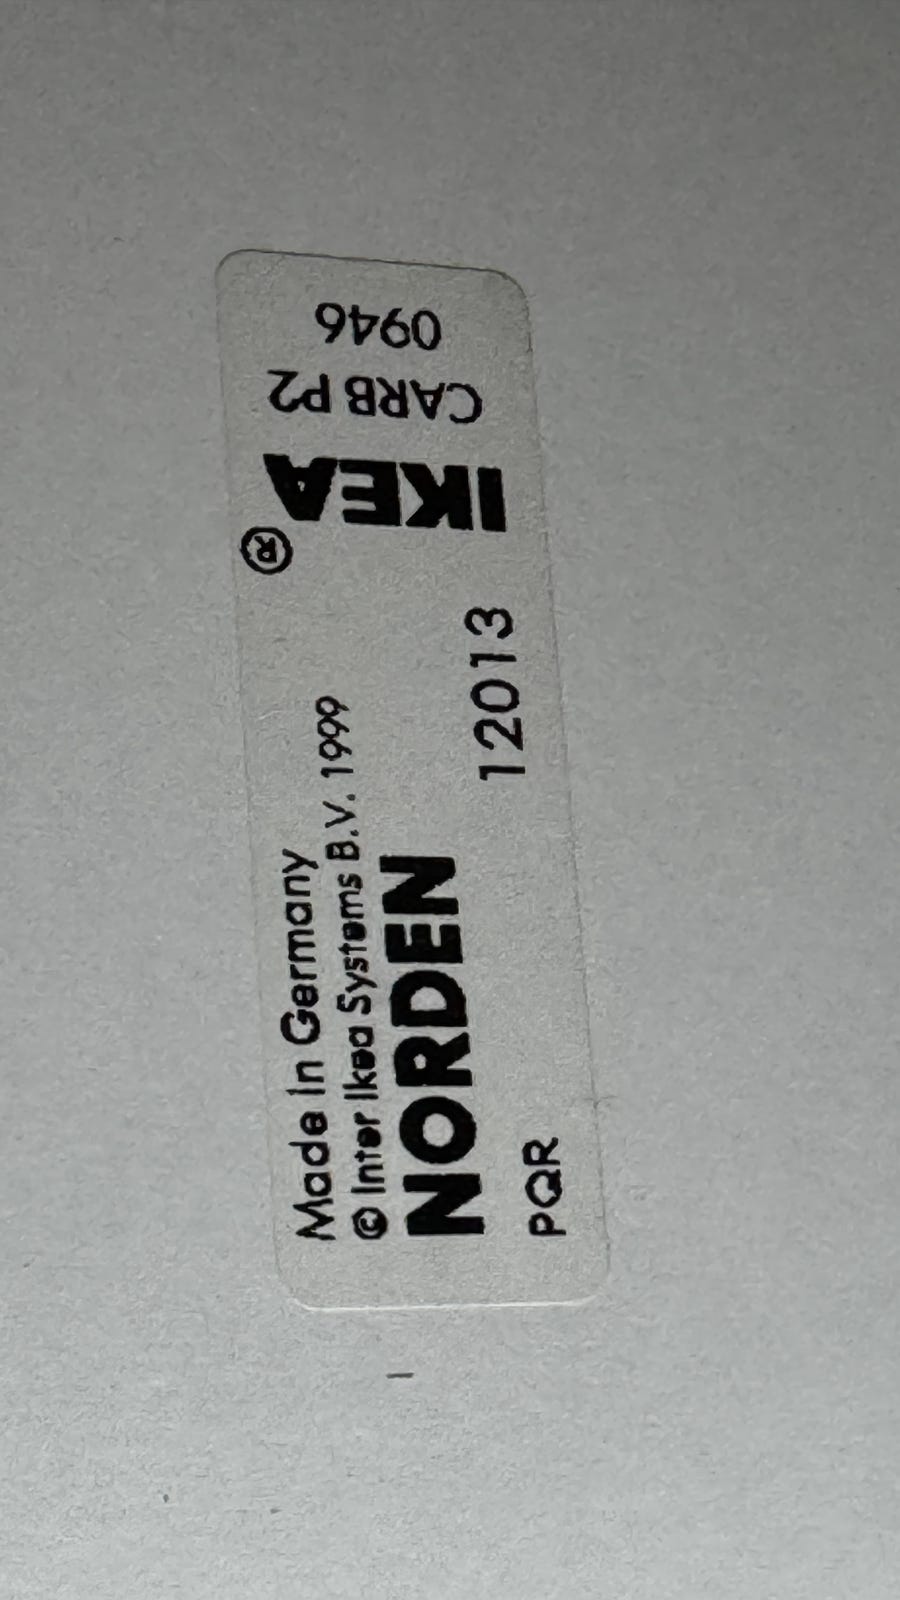 Made in Germany
© Inter Ikea Systems B.V. 1999
NORDEN
12013
PQR
IKEA®
CARB P2
0946